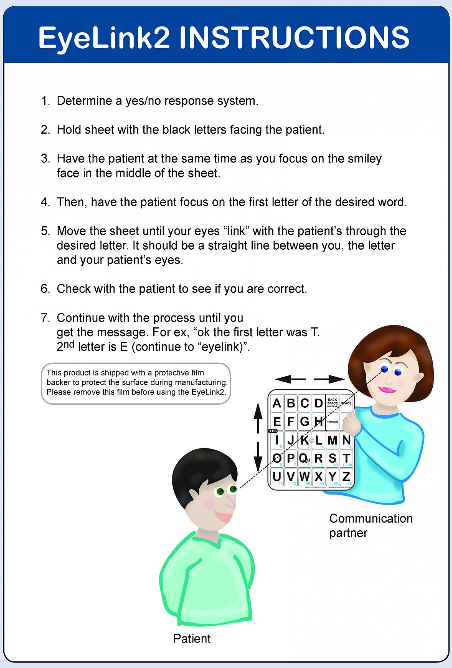 EyeLink2 INSTRUCTIONS
1. Determine a yes/no response system.
2. Hold sheet with the black letters facing the patient.
3. Have the patient at the same time as you focus on the smiley
face in the middle of the sheet.
4. Then, have the patient focus on the first letter of the desired word.
5. Move the sheet until your eyes “link” with the patient's through the
desired letter. It should be a straight line between you, the letter
and your patient's eyes.
6. Check with the patient to see if you are correct.
7. Continue with the process until you
get the message. For ex, “ok the first letter was T.
2nd letter is E (continue to “eyelink)”.
This product is shipped with a protective film
backer to protect the surface during manufacturing.
Please remove this film before using the EyeLink2.
A B C D
E F G H
I J K L M N
O P Q R S T
U V W X Y Z
Communication
partner
Patient